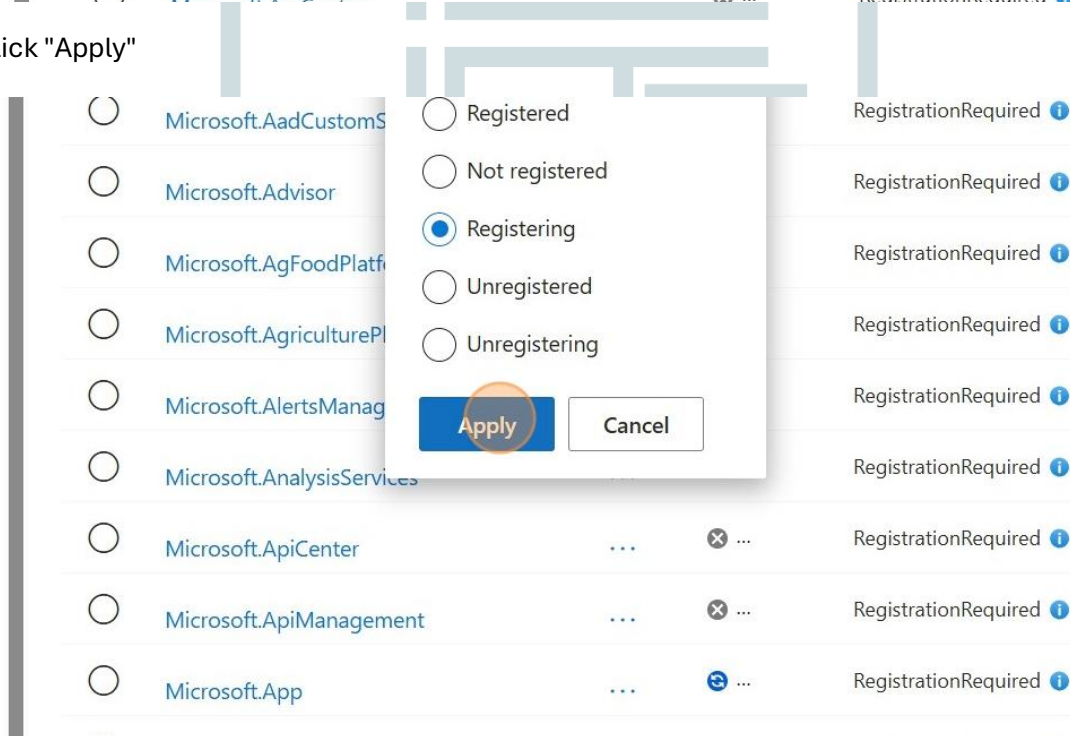 ick "Apply"
Microsoft.AadCustomS
Registered
RegistrationRequired
Microsoft.Advisor
Not registered
RegistrationRequired
Microsoft.AgFoodPlatf
Registering
RegistrationRequired
Microsoft.AgriculturePl
Unregistered
RegistrationRequired
Unregistering
Microsoft.AlertsManag
Apply
Cancel
RegistrationRequired
Microsoft.AnalysisServices
RegistrationRequired
Microsoft.ApiCenter
...
...
RegistrationRequired
Microsoft.ApiManagement
...
...
RegistrationRequired
Microsoft.App
...
...
RegistrationRequired